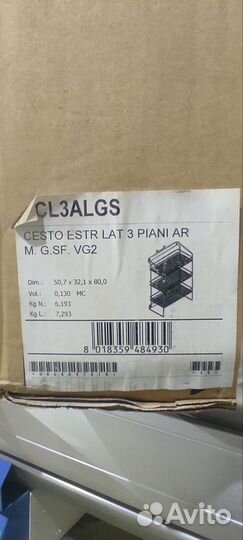 CL3ALGS
CESTO ESTR LAT 3 PIANI AR
M. G.SF. VG2
Dim.: 50,7 x 32,1 x 80,0
Vol.: 0,130 MC
Kg N.: 6,193
Kg L.: 7,293
8 018359 484930
Avito